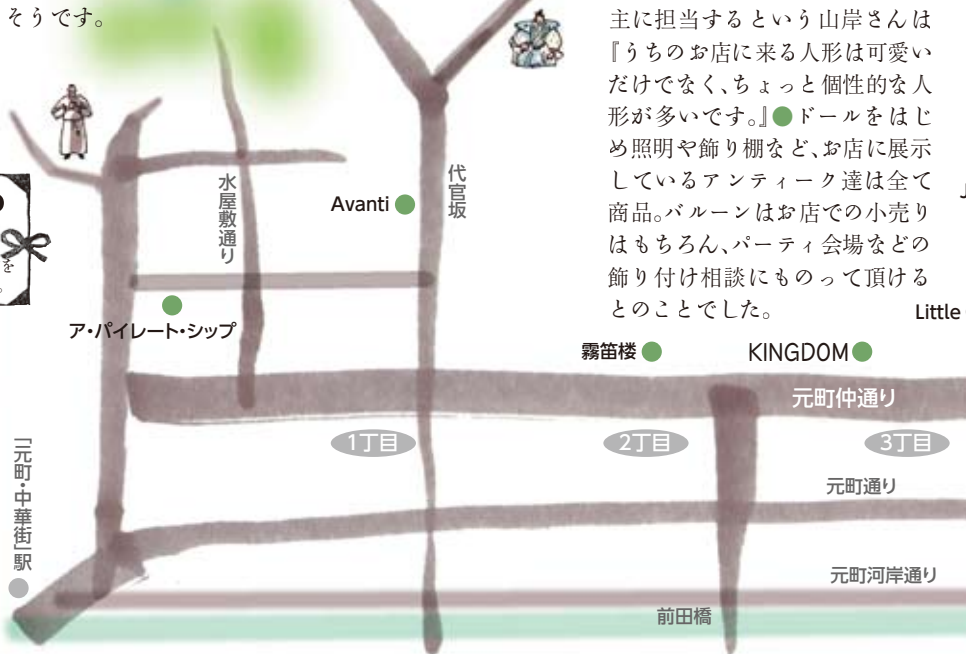 そうです。
主に担当するという山岸さんは
『うちのお店に来る人形は可愛い
だけでなく、ちょっと個性的な人
形が多いです。』●ドールをはじ
め照明や飾り棚など、お店に展示
しているアンティーク達は全て
商品。バルーンはお店での小売り
はもちろん、パーティ会場などの
飾り付け相談にものって頂ける
とのことでした。
を
代官坂
水屋敷通り
Avanti
ア・パイレート・シップ
Little
霧笛楼
KINGDOM
元町仲通り
1丁目
2丁目
3丁目
「元町・中華街」駅
元町通り
元町河岸通り
前田橋